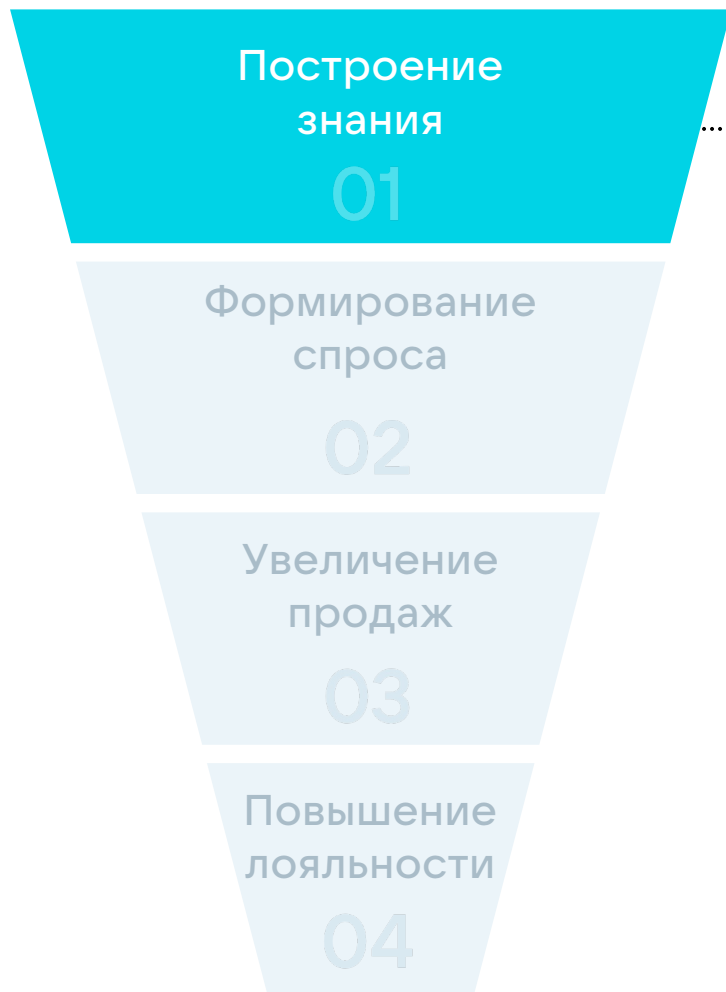 Построение
знания
...
01
Формирование
спроса
02
Увеличение
продаж
03
Повышение
лояльности
04